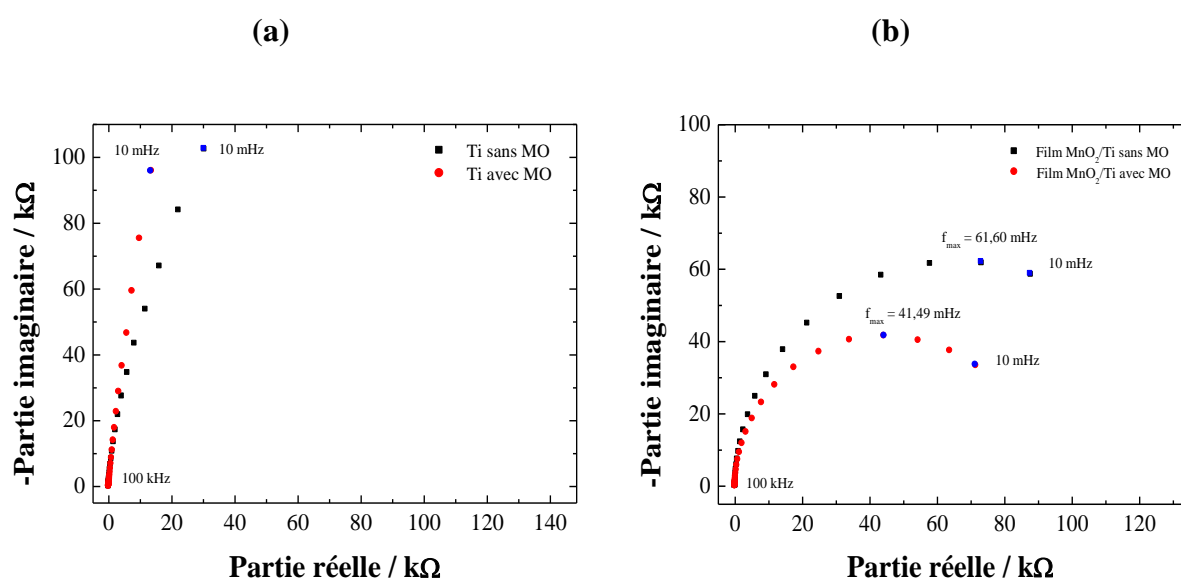 (a)
(b)
-Partie imaginaire / kΩ
100
80
60
40
20
0
10 mHz
10 mHz
Ti sans MO
Ti avec MO
100 kHz
0 20 40 60 80 100 120 140
Partie réelle / kΩ
-Partie imaginaire / kΩ
100
80
60
40
20
0
Film MnO₂/Ti sans MO
Film MnO₂/Ti avec MO
f_max = 61,60 mHz
10 mHz
f_max = 41,49 mHz
10 mHz
100 kHz
0 20 40 60 80 100 120
Partie réelle / kΩ